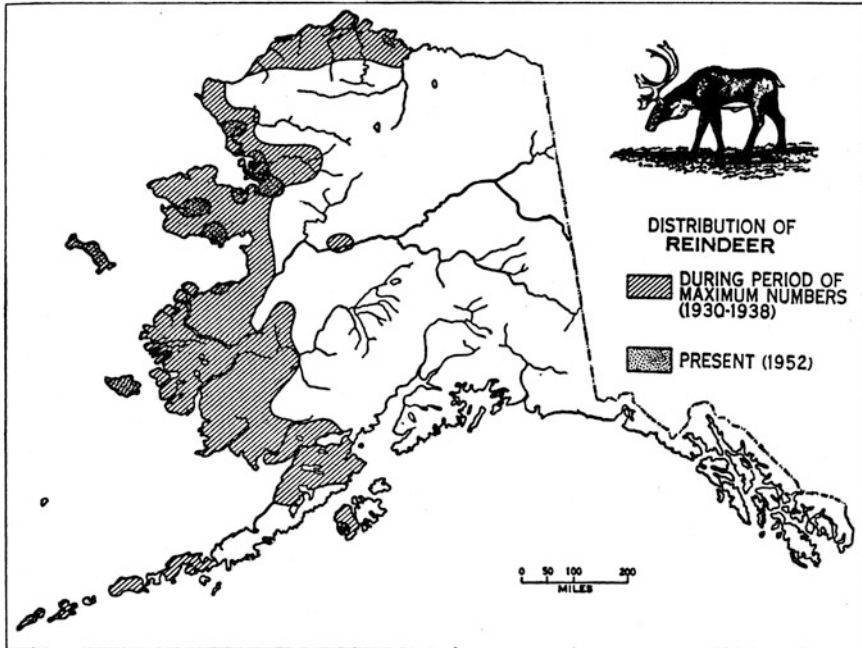 DISTRIBUTION OF
REINDEER
DURING PERIOD OF
MAXIMUM NUMBERS
(1930-1938)
PRESENT (1952)
0 50 100 200
MILES